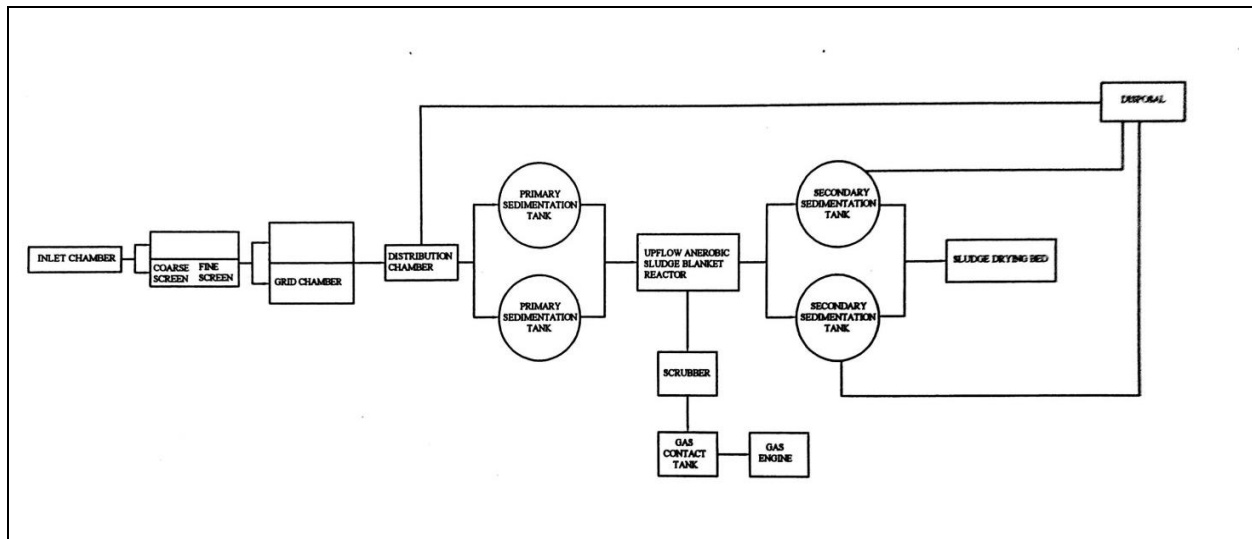 DISPOSAL
PRIMARY
SEDIMENTATION
TANK
SECONDARY
SEDIMENTATION
TANK
INLET CHAMBER
COARSE FINE
SCREEN SCREEN
GRID CHAMBER
DISTRIBUTION
CHAMBER
UPFLOW ANEROBIC
SLUDGE BLANKET
REACTOR
SLUDGE DRYING BED
PRIMARY
SEDIMENTATION
TANK
SECONDARY
SEDIMENTATION
TANK
SCRUBBER
GAS
CONTACT
TANK
GAS
ENGINE